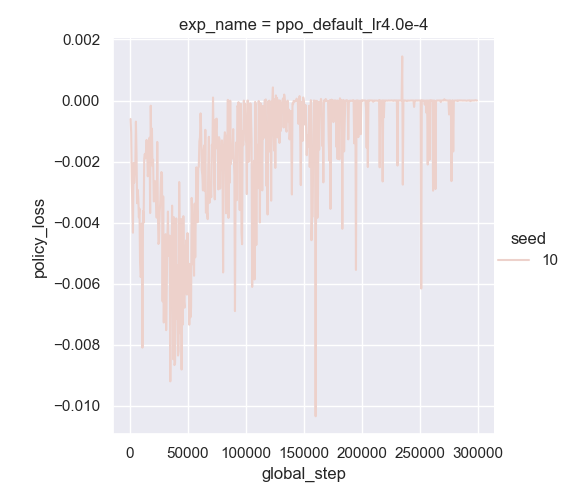 exp_name = ppo_default_lr4.0e-4
0.002
0.000
−0.002
−0.004
−0.006
−0.008
−0.010
policy_loss
0 50000 100000 150000 200000 250000 300000
global_step
seed
10